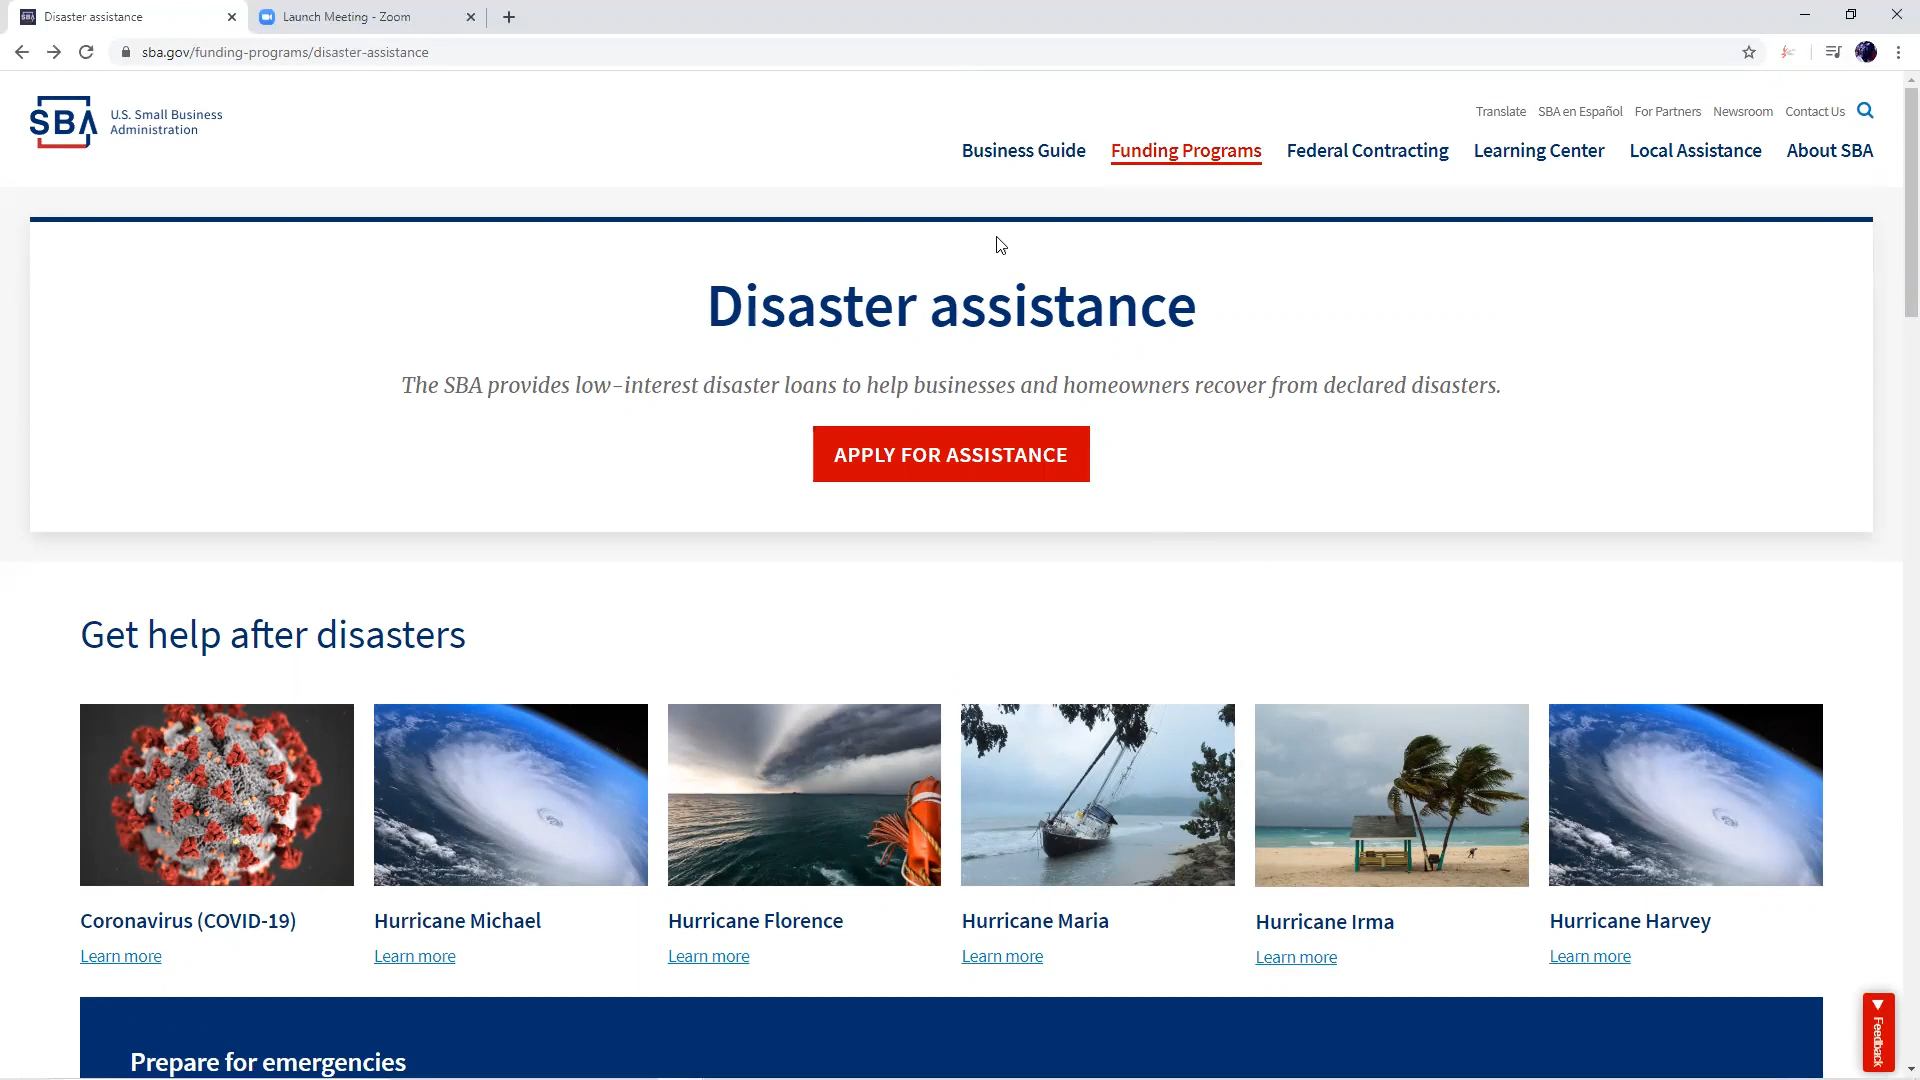 Disaster assistance
Launch Meeting - Zoom
sba.gov/funding-programs/disaster-assistance
SBA
U.S. Small Business
Administration
Translate SBA en Español For Partners Newsroom Contact Us
Business Guide Funding Programs Federal Contracting Learning Center Local Assistance About SBA
Disaster assistance
The SBA provides low-interest disaster loans to help businesses and homeowners recover from declared disasters.
APPLY FOR ASSISTANCE
Get help after disasters
Coronavirus (COVID-19) Hurricane Michael Hurricane Florence Hurricane Maria Hurricane Irma Hurricane Harvey
Learn more Learn more Learn more Learn more Learn more Learn more
Feedback
Prepare for emergencies